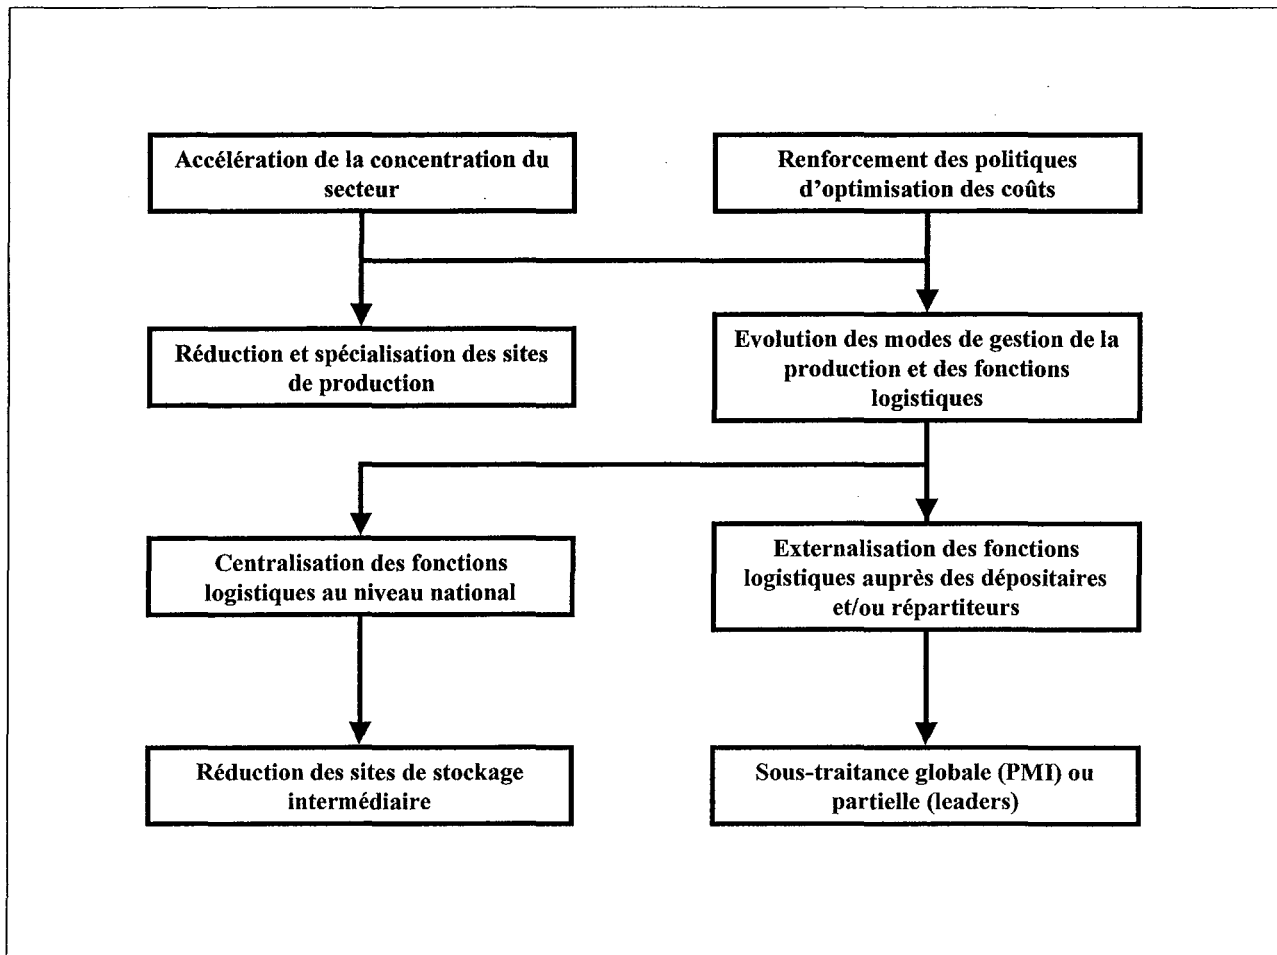 Accélération de la concentration du
secteur
Renforcement des politiques
d'optimisation des coûts
Réduction et spécialisation des sites
de production
Evolution des modes de gestion de la
production et des fonctions
logistiques
Centralisation des fonctions
logistiques au niveau national
Externalisation des fonctions
logistiques auprès des dépositaires
et/ou répartiteurs
Réduction des sites de stockage
intermédiaire
Sous-traitance globale (PMI) ou
partielle (leaders)